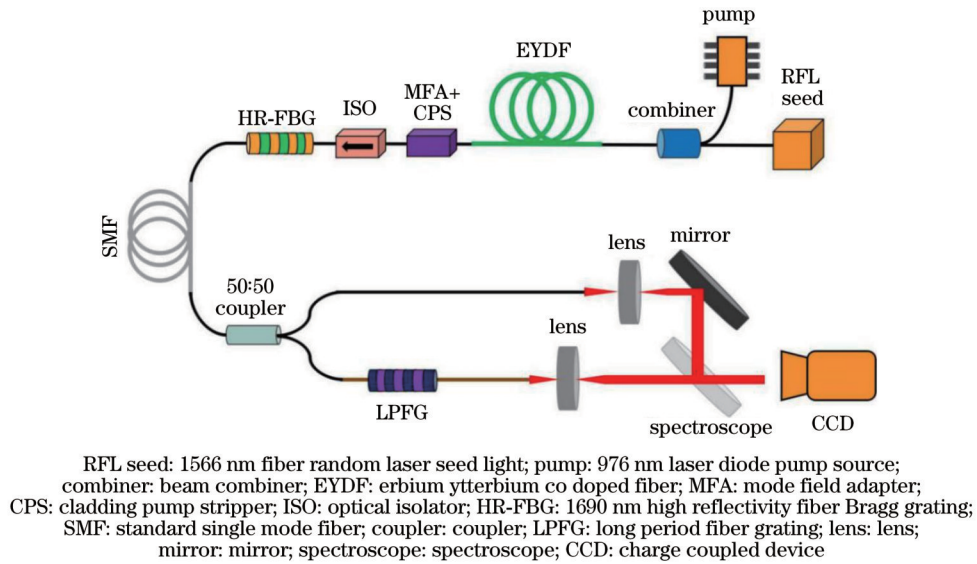 pump
EYDF
RFL
seed
MFA+
CPS
combiner
ISO
HR-FBG
SMF
mirror
lens
50:50
coupler
lens
LPFG
spectroscope
CCD
RFL seed: 1566 nm fiber random laser seed light; pump: 976 nm laser diode pump source;
combiner: beam combiner; EYDF: erbium ytterbium co doped fiber; MFA: mode field adapter;
CPS: cladding pump stripper; ISO: optical isolator; HR-FBG: 1690 nm high reflectivity fiber Bragg grating;
SMF: standard single mode fiber; coupler: coupler; LPFG: long period fiber grating; lens: lens;
mirror: mirror; spectroscope: spectroscope; CCD: charge coupled device